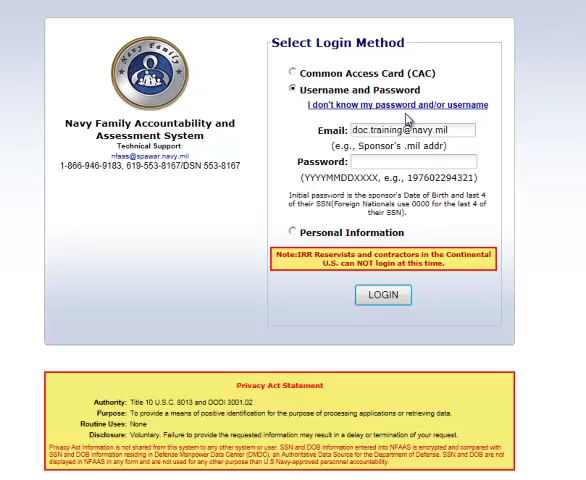 Navy Family
Navy Family Accountability and
Assessment System
Technical Support:
nfaas@spawar.navy.mil
1-866-946-9183, 619-553-8167/DSN 553-8167
Select Login Method
Common Access Card (CAC)
Username and Password
I don't know my password and/or username
Email: doc.training@navy.mil
(e.g., Sponsor's .mil addr)
Password:
(YYYYMMDDXXXX, e.g., 197602294321)
Initial password is the sponsor's Date of Birth and last 4
of their SSN(Foreign Nationals use 0000 for the last 4 of
their SSN).
Personal Information
Note:IRR Reservists and contractors in the Continental
U.S. can NOT login at this time.
LOGIN
Privacy Act Statement
Authority: Title 10 U.S.C. 8013 and DODI 3001.02
Purpose: To provide a means of positive identification for the purpose of processing applications or retrieving data.
Routine Uses: None
Disclosure: Voluntary. Failure to provide the requested information may result in a delay or termination of your request.
Privacy Act Information is not shared from this system to any other system or user. SSN and DOB information entered into NFAAS is encrypted and compared with
SSN and DOB information residing in Defense Manpower Data Center (DMDC), an Authoritative Data Source for the Department of Defense. SSN and DOB are not
displayed in NFAAS in any form and are not used for any other purpose than U.S Navy-approved personnel accountability.